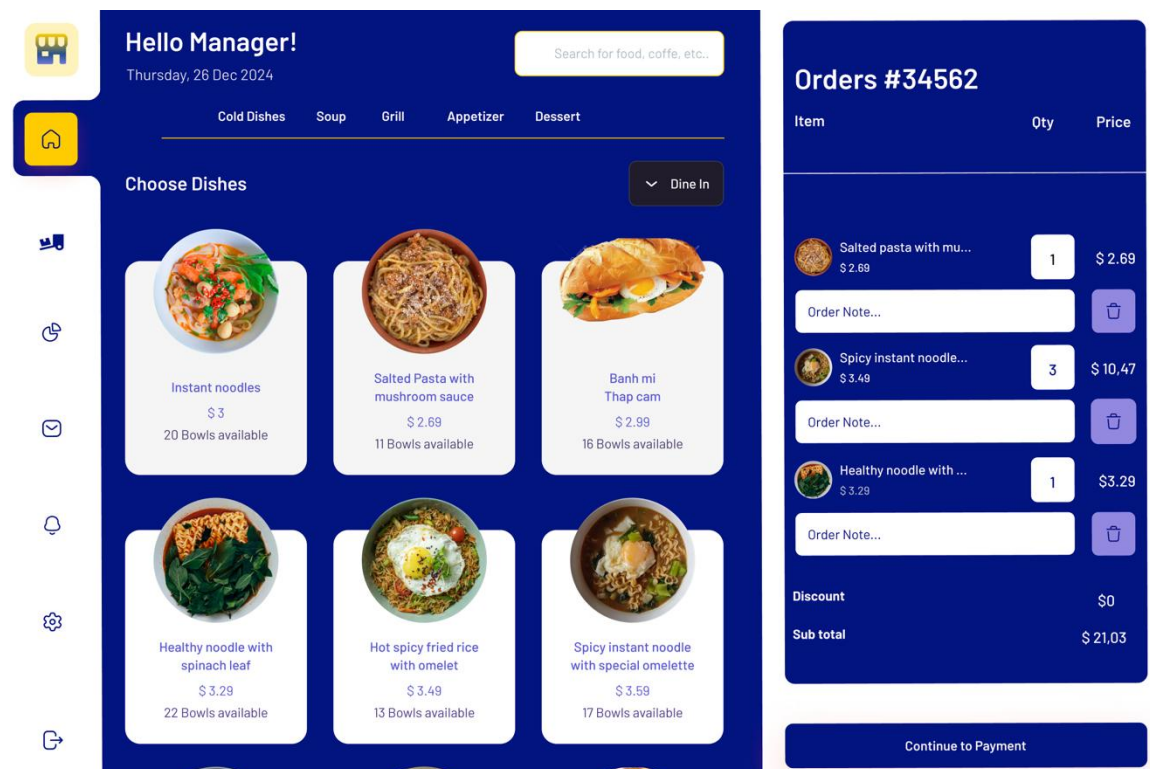 Hello Manager!
Thursday, 26 Dec 2024
Search for food, coffe, etc..
Cold Dishes Soup Grill Appetizer Dessert
Choose Dishes
Dine In
Instant noodles
$ 3
20 Bowls available
Salted Pasta with
mushroom sauce
$ 2.69
11 Bowls available
Banh mi
Thap cam
$ 2.99
16 Bowls available
Healthy noodle with
spinach leaf
$ 3.29
22 Bowls available
Hot spicy fried rice
with omelet
$ 3.49
13 Bowls available
Spicy instant noodle
with special omelette
$ 3.59
17 Bowls available
Orders #34562
Item Qty Price
Salted pasta with mu... 1 $ 2.69
$ 2.69
Order Note...
Spicy instant noodle... 3 $ 10,47
$ 3.49
Order Note...
Healthy noodle with ... 1 $3.29
$ 3.29
Order Note...
Discount $0
Sub total $ 21,03
Continue to Payment